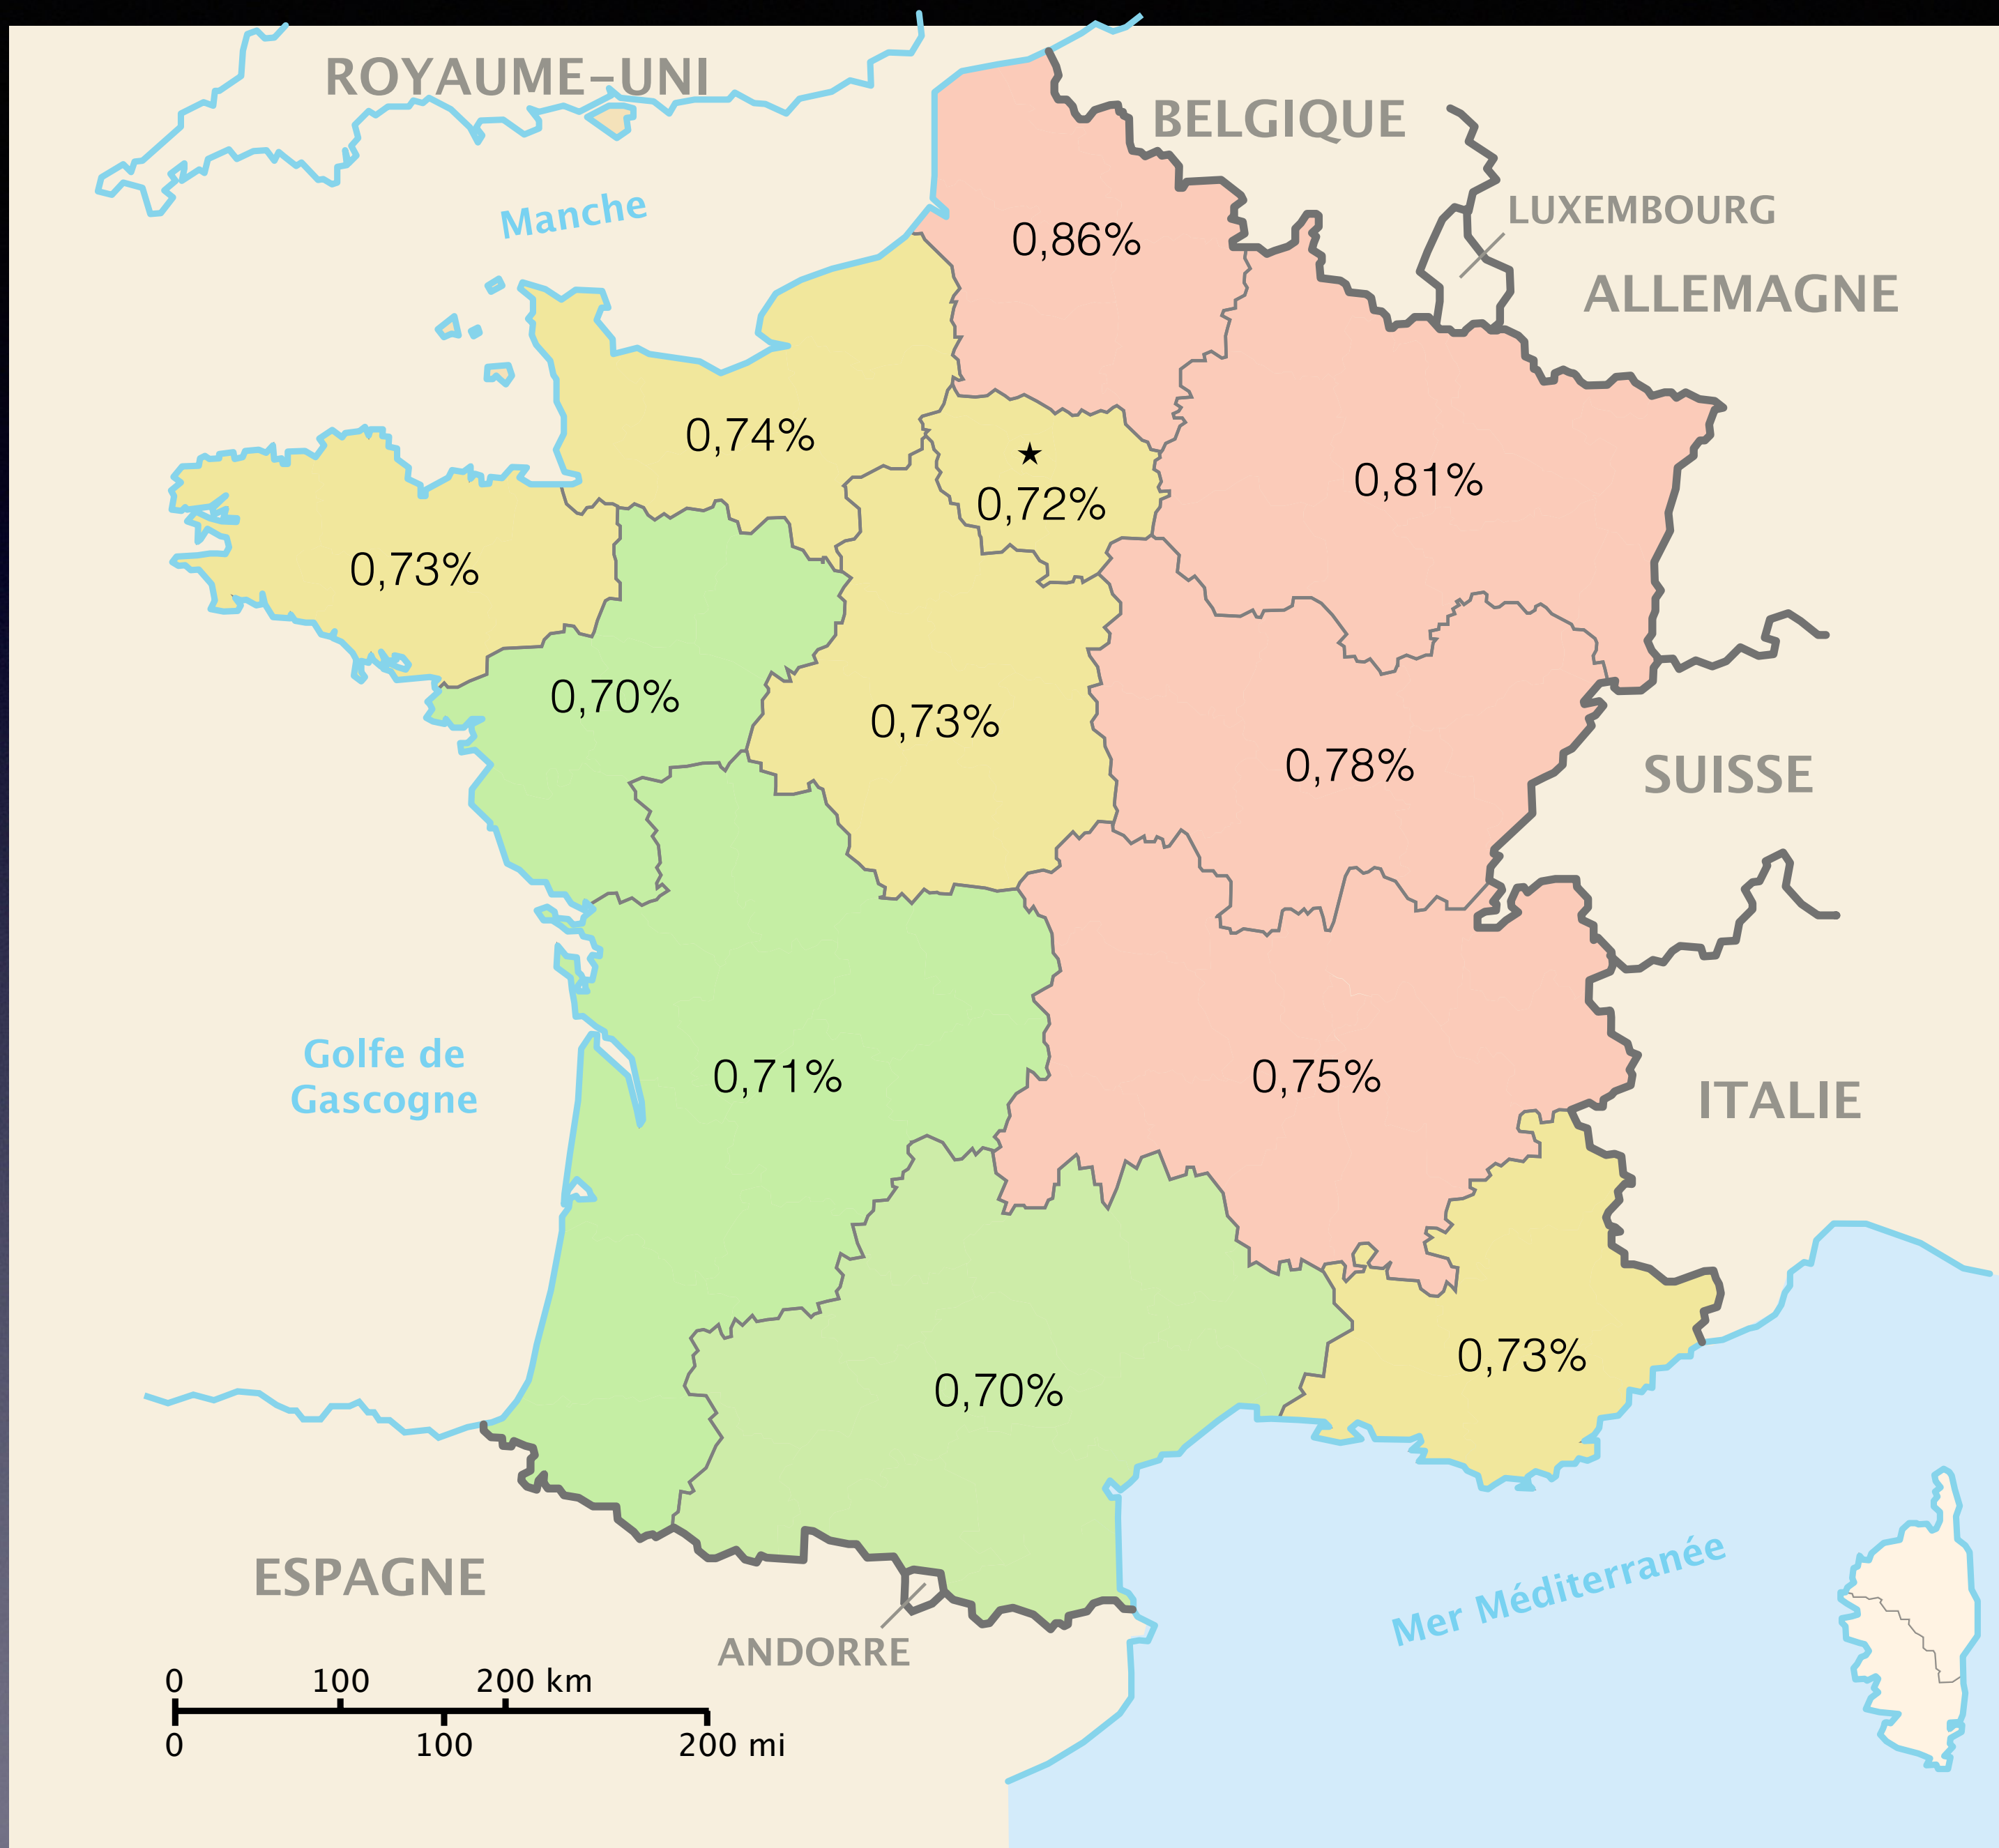 ROYAUME-UNI
BELGIQUE
Manche
LUXEMBOURG
0,86%
ALLEMAGNE
0,74%
0,81%
0,72%
0,73%
0,70%
0,73%
0,78%
SUISSE
Golfe de
Gascogne
0,71%
0,75%
ITALIE
0,73%
0,70%
ESPAGNE
Mer Méditerranée
ANDORRE
0 100 200 km
0 100 200 mi